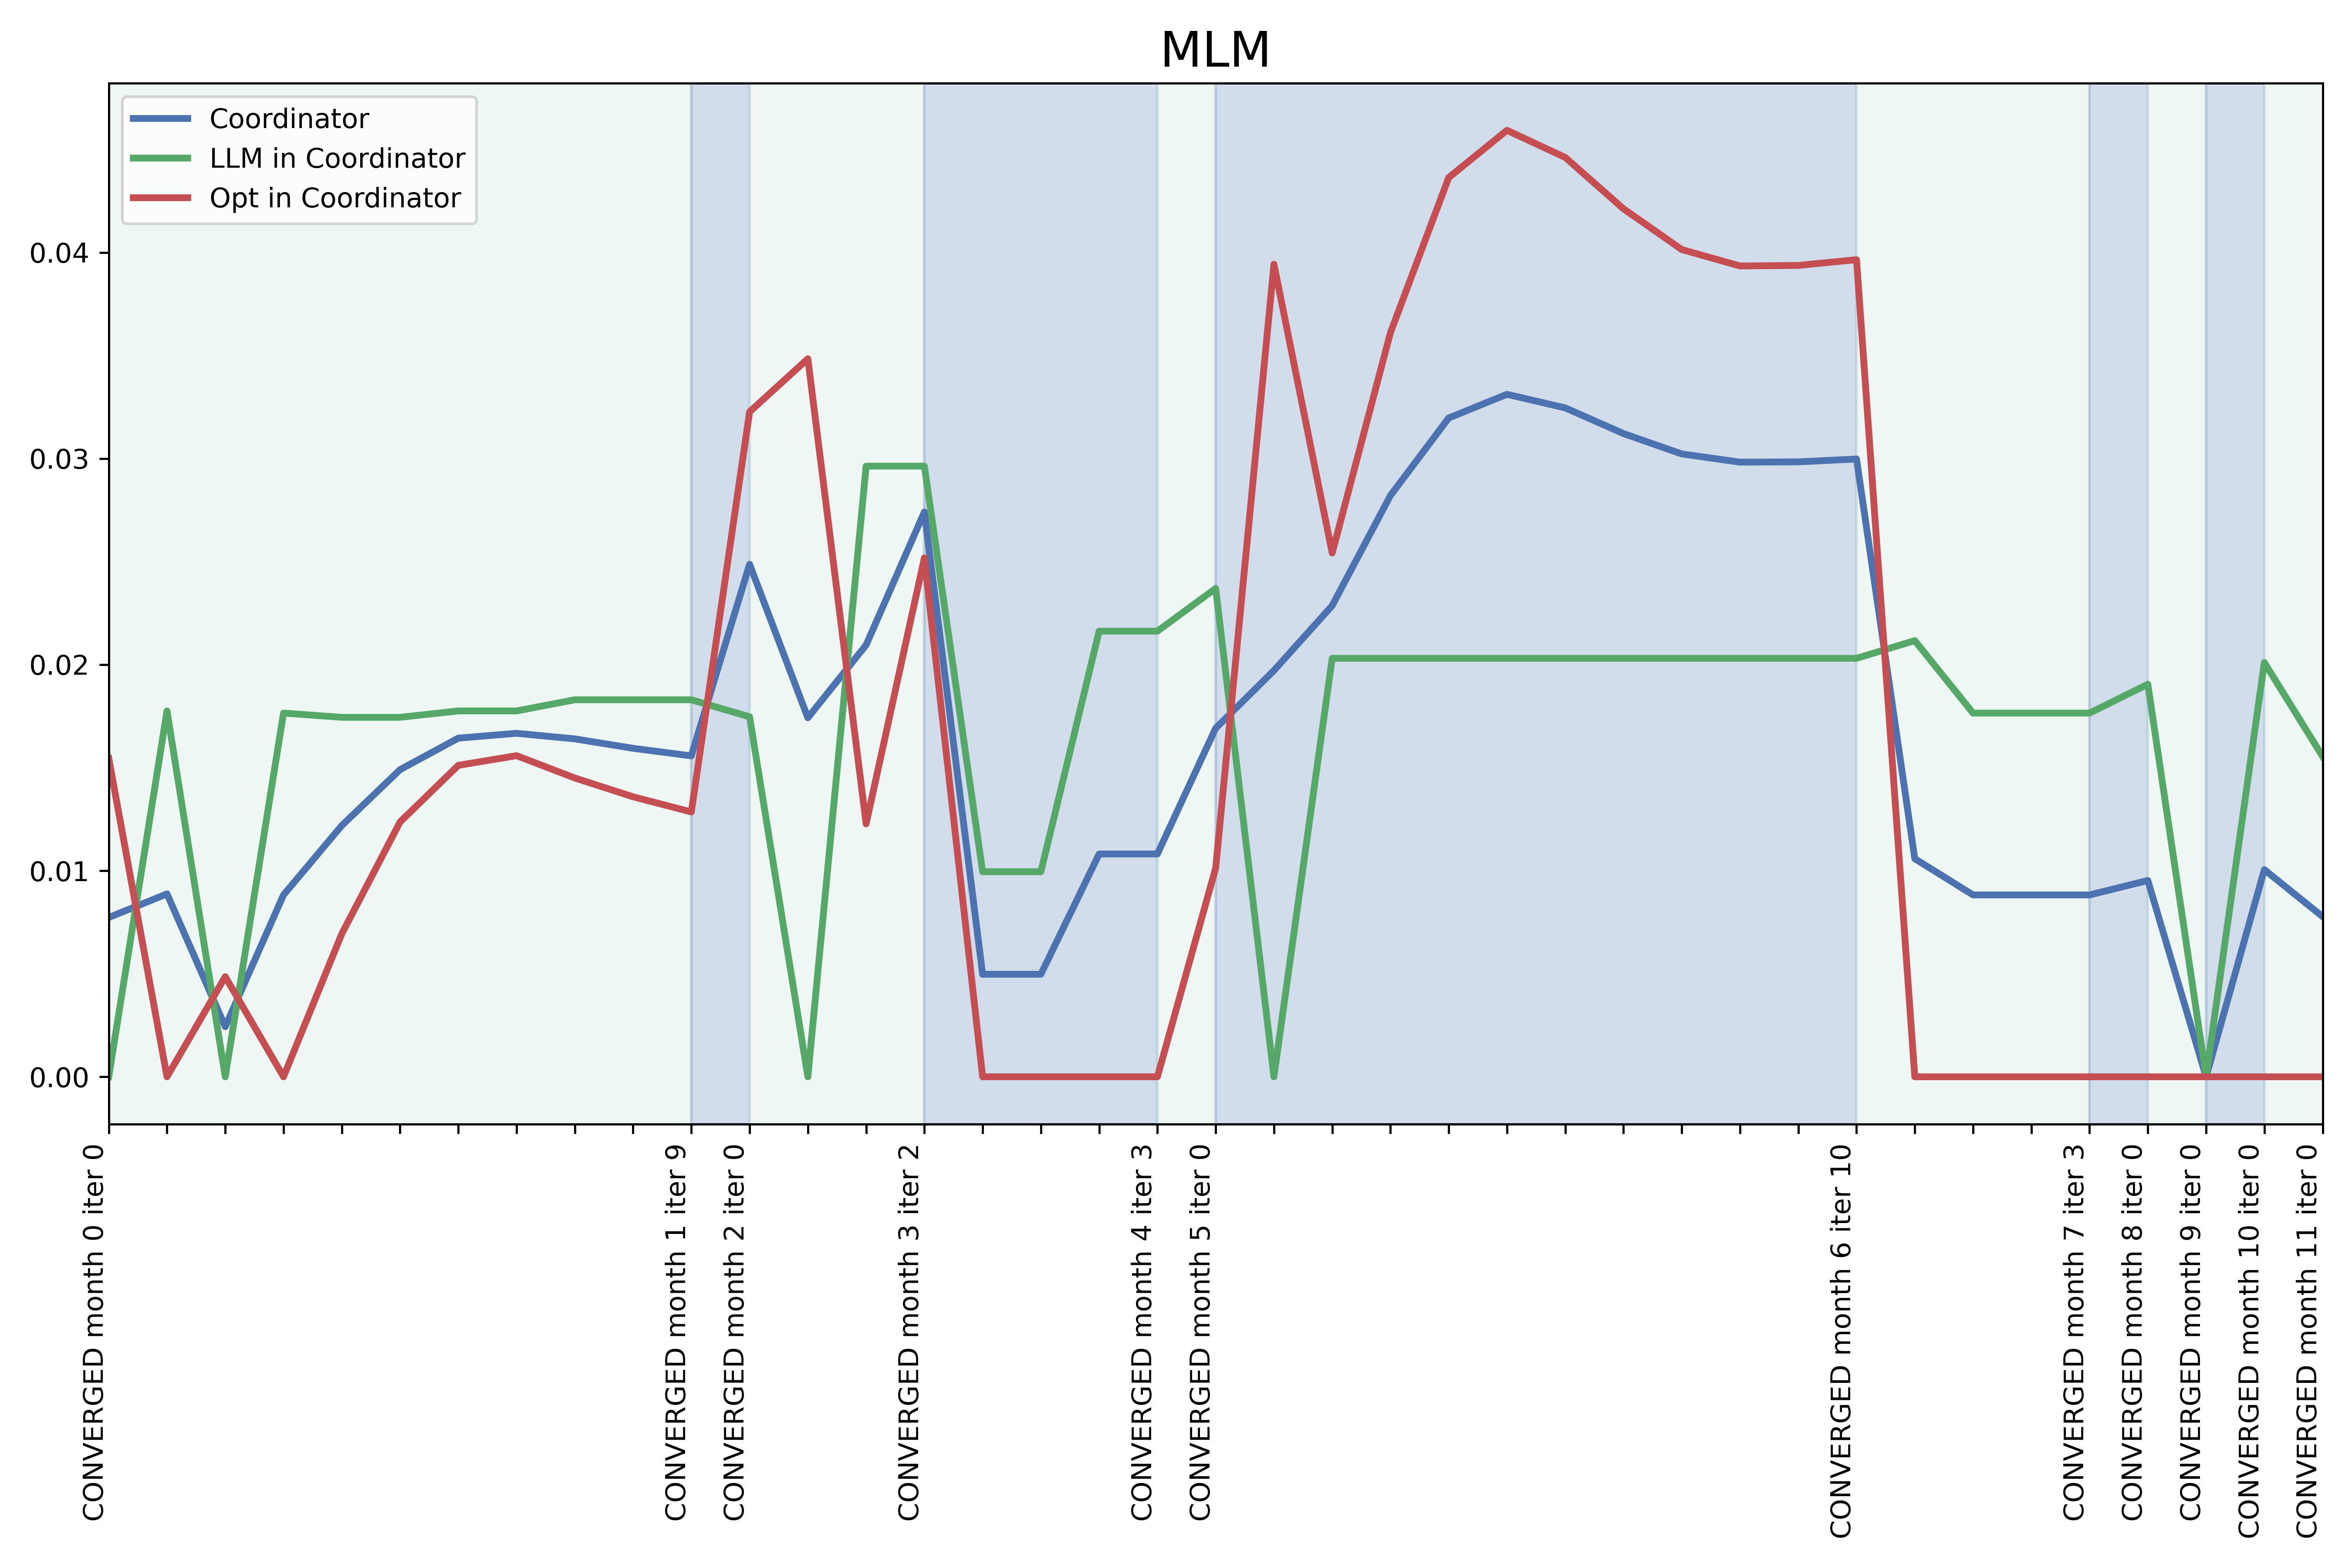 MLM
Coordinator
LLM in Coordinator
Opt in Coordinator
0.04
0.03
0.02
0.01
0.00
CONVERGED month 0 iter 0
CONVERGED month 1 iter 9
CONVERGED month 2 iter 0
CONVERGED month 3 iter 2
CONVERGED month 4 iter 3
CONVERGED month 5 iter 0
CONVERGED month 6 iter 10
CONVERGED month 7 iter 3
CONVERGED month 8 iter 0
CONVERGED month 9 iter 0
CONVERGED month 10 iter 0
CONVERGED month 11 iter 0